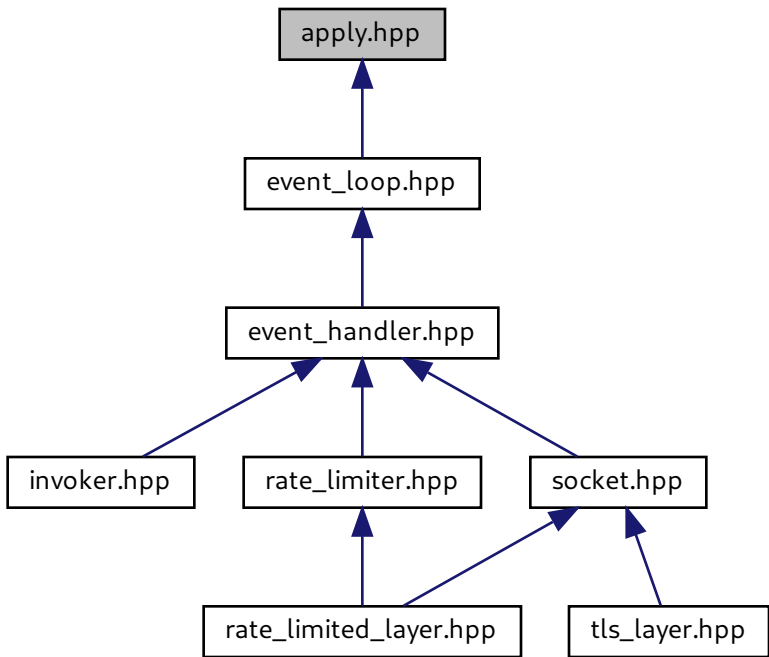 apply.hpp
event_loop.hpp
event_handler.hpp
invoker.hpp
rate_limiter.hpp
socket.hpp
rate_limited_layer.hpp
tls_layer.hpp